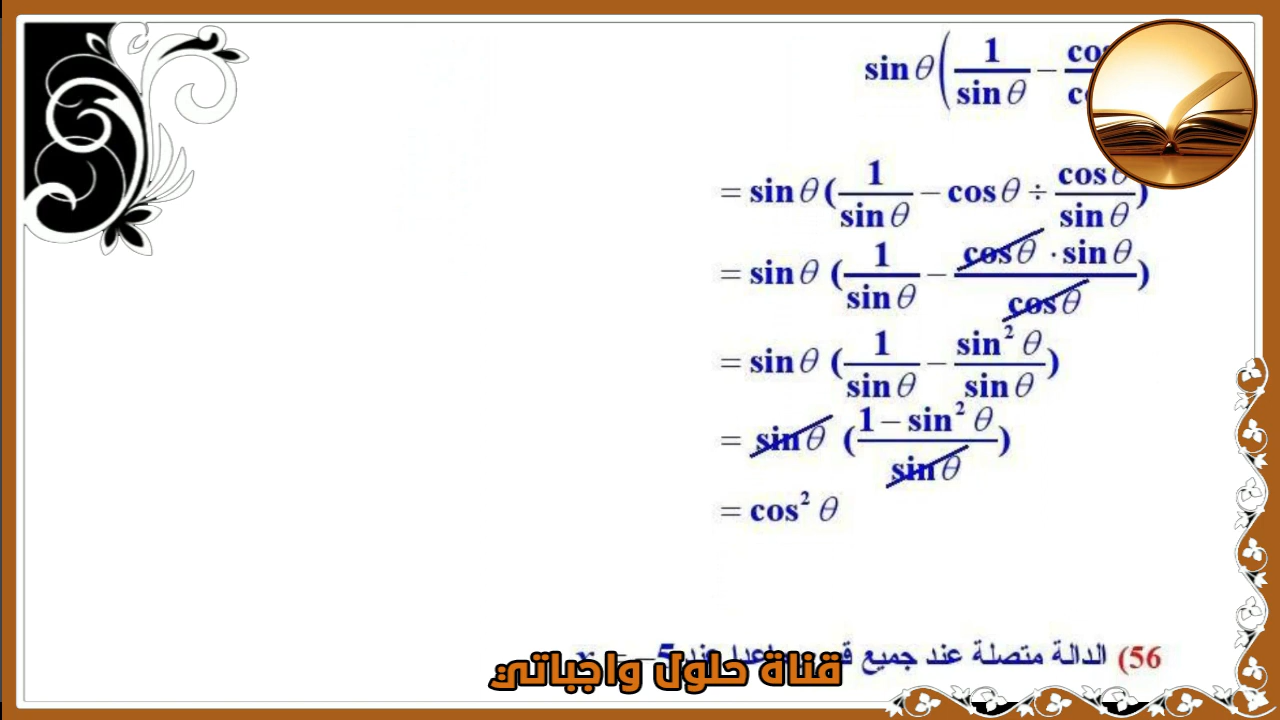 sin θ ( 1/sin θ −
= sin θ ( 1/sin θ − cos θ ÷ cos θ/sin θ )
= sin θ ( 1/sin θ − cos θ · sin θ/cos θ )
= sin θ ( 1/sin θ − sin² θ/sin θ )
= sin θ ( 1 − sin² θ/sin θ )
= cos² θ
56) الدالة متصلة عند جميع
قناة حلول واجباتي